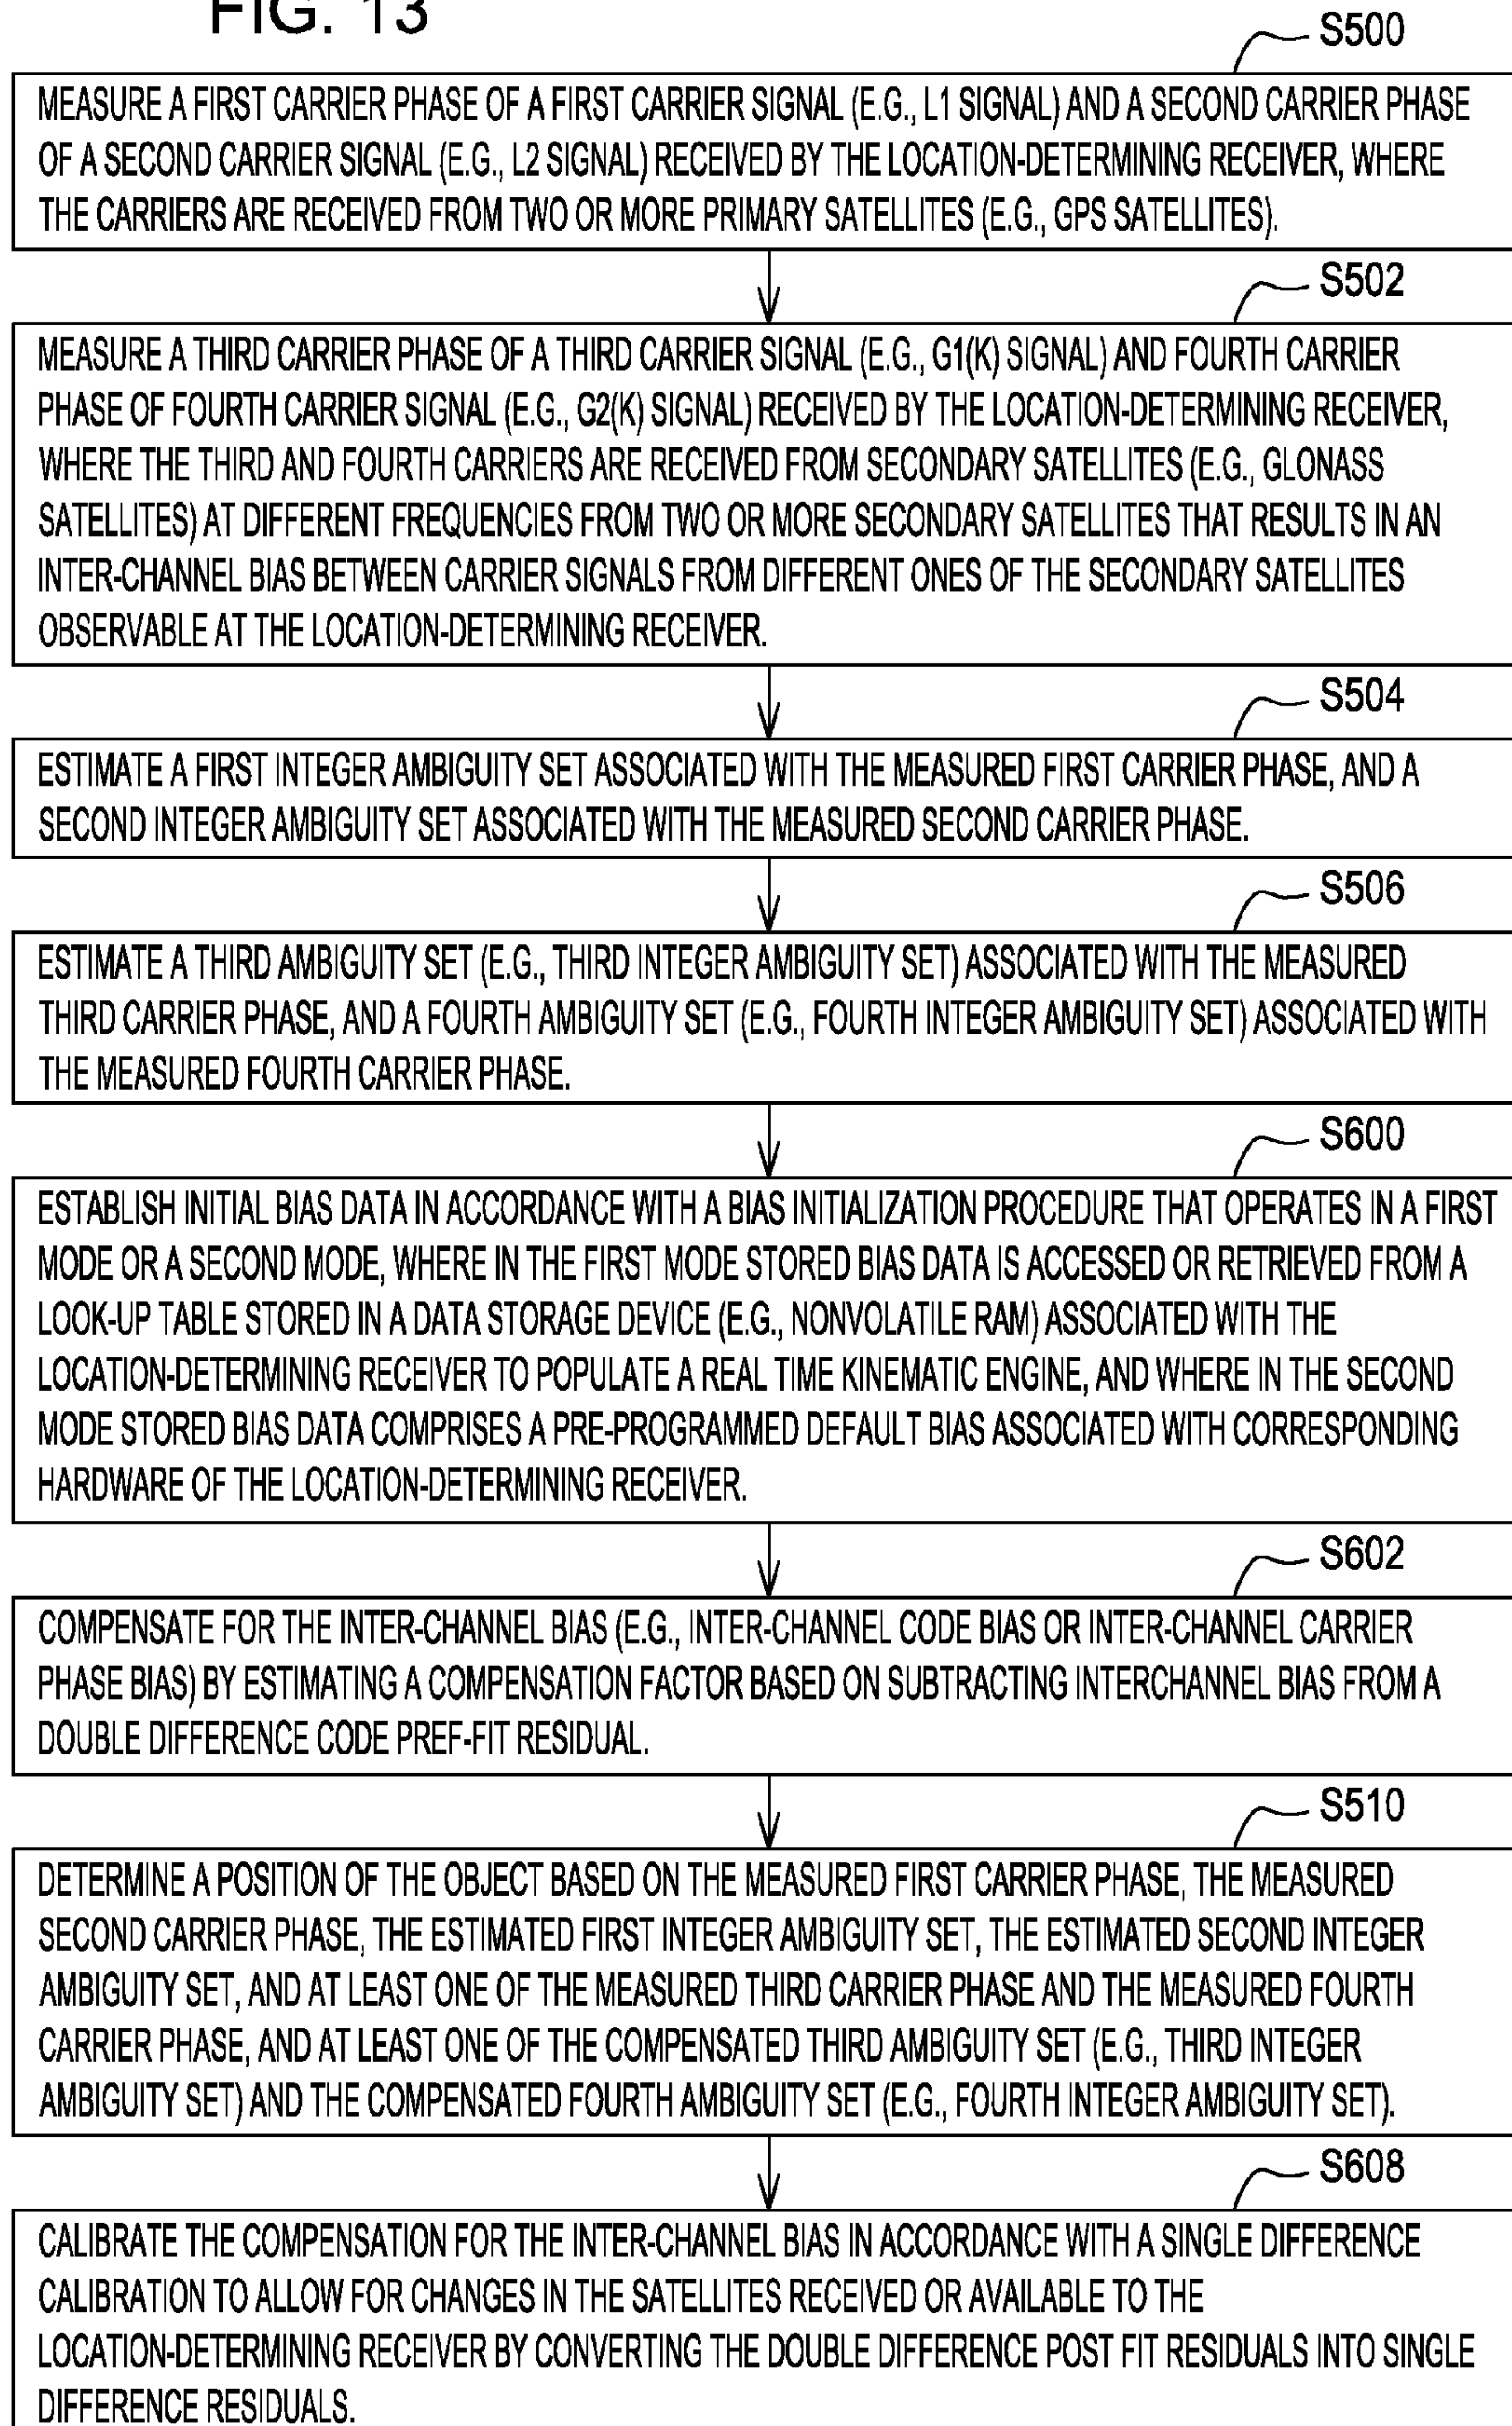 FIG. 13
S500
MEASURE A FIRST CARRIER PHASE OF A FIRST CARRIER SIGNAL (E.G., L1 SIGNAL) AND A SECOND CARRIER PHASE
OF A SECOND CARRIER SIGNAL (E.G., L2 SIGNAL) RECEIVED BY THE LOCATION-DETERMINING RECEIVER, WHERE
THE CARRIERS ARE RECEIVED FROM TWO OR MORE PRIMARY SATELLITES (E.G., GPS SATELLITES).
S502
MEASURE A THIRD CARRIER PHASE OF A THIRD CARRIER SIGNAL (E.G., G1(K) SIGNAL) AND FOURTH CARRIER
PHASE OF FOURTH CARRIER SIGNAL (E.G., G2(K) SIGNAL) RECEIVED BY THE LOCATION-DETERMINING RECEIVER,
WHERE THE THIRD AND FOURTH CARRIERS ARE RECEIVED FROM SECONDARY SATELLITES (E.G., GLONASS
SATELLITES) AT DIFFERENT FREQUENCIES FROM TWO OR MORE SECONDARY SATELLITES THAT RESULTS IN AN
INTER-CHANNEL BIAS BETWEEN CARRIER SIGNALS FROM DIFFERENT ONES OF THE SECONDARY SATELLITES
OBSERVABLE AT THE LOCATION-DETERMINING RECEIVER.
S504
ESTIMATE A FIRST INTEGER AMBIGUITY SET ASSOCIATED WITH THE MEASURED FIRST CARRIER PHASE, AND A
SECOND INTEGER AMBIGUITY SET ASSOCIATED WITH THE MEASURED SECOND CARRIER PHASE.
S506
ESTIMATE A THIRD AMBIGUITY SET (E.G., THIRD INTEGER AMBIGUITY SET) ASSOCIATED WITH THE MEASURED
THIRD CARRIER PHASE, AND A FOURTH AMBIGUITY SET (E.G., FOURTH INTEGER AMBIGUITY SET) ASSOCIATED WITH
THE MEASURED FOURTH CARRIER PHASE.
S600
ESTABLISH INITIAL BIAS DATA IN ACCORDANCE WITH A BIAS INITIALIZATION PROCEDURE THAT OPERATES IN A FIRST
MODE OR A SECOND MODE, WHERE IN THE FIRST MODE STORED BIAS DATA IS ACCESSED OR RETRIEVED FROM A
LOOK-UP TABLE STORED IN A DATA STORAGE DEVICE (E.G., NONVOLATILE RAM) ASSOCIATED WITH THE
LOCATION-DETERMINING RECEIVER TO POPULATE A REAL TIME KINEMATIC ENGINE, AND WHERE IN THE SECOND
MODE STORED BIAS DATA COMPRISES A PRE-PROGRAMMED DEFAULT BIAS ASSOCIATED WITH CORRESPONDING
HARDWARE OF THE LOCATION-DETERMINING RECEIVER.
S602
COMPENSATE FOR THE INTER-CHANNEL BIAS (E.G., INTER-CHANNEL CODE BIAS OR INTER-CHANNEL CARRIER
PHASE BIAS) BY ESTIMATING A COMPENSATION FACTOR BASED ON SUBTRACTING INTERCHANNEL BIAS FROM A
DOUBLE DIFFERENCE CODE PREF-FIT RESIDUAL.
S510
DETERMINE A POSITION OF THE OBJECT BASED ON THE MEASURED FIRST CARRIER PHASE, THE MEASURED
SECOND CARRIER PHASE, THE ESTIMATED FIRST INTEGER AMBIGUITY SET, THE ESTIMATED SECOND INTEGER
AMBIGUITY SET, AND AT LEAST ONE OF THE MEASURED THIRD CARRIER PHASE AND THE MEASURED FOURTH
CARRIER PHASE, AND AT LEAST ONE OF THE COMPENSATED THIRD AMBIGUITY SET (E.G., THIRD INTEGER
AMBIGUITY SET) AND THE COMPENSATED FOURTH AMBIGUITY SET (E.G., FOURTH INTEGER AMBIGUITY SET).
S608
CALIBRATE THE COMPENSATION FOR THE INTER-CHANNEL BIAS IN ACCORDANCE WITH A SINGLE DIFFERENCE
CALIBRATION TO ALLOW FOR CHANGES IN THE SATELLITES RECEIVED OR AVAILABLE TO THE
LOCATION-DETERMINING RECEIVER BY CONVERTING THE DOUBLE DIFFERENCE POST FIT RESIDUALS INTO SINGLE
DIFFERENCE RESIDUALS.